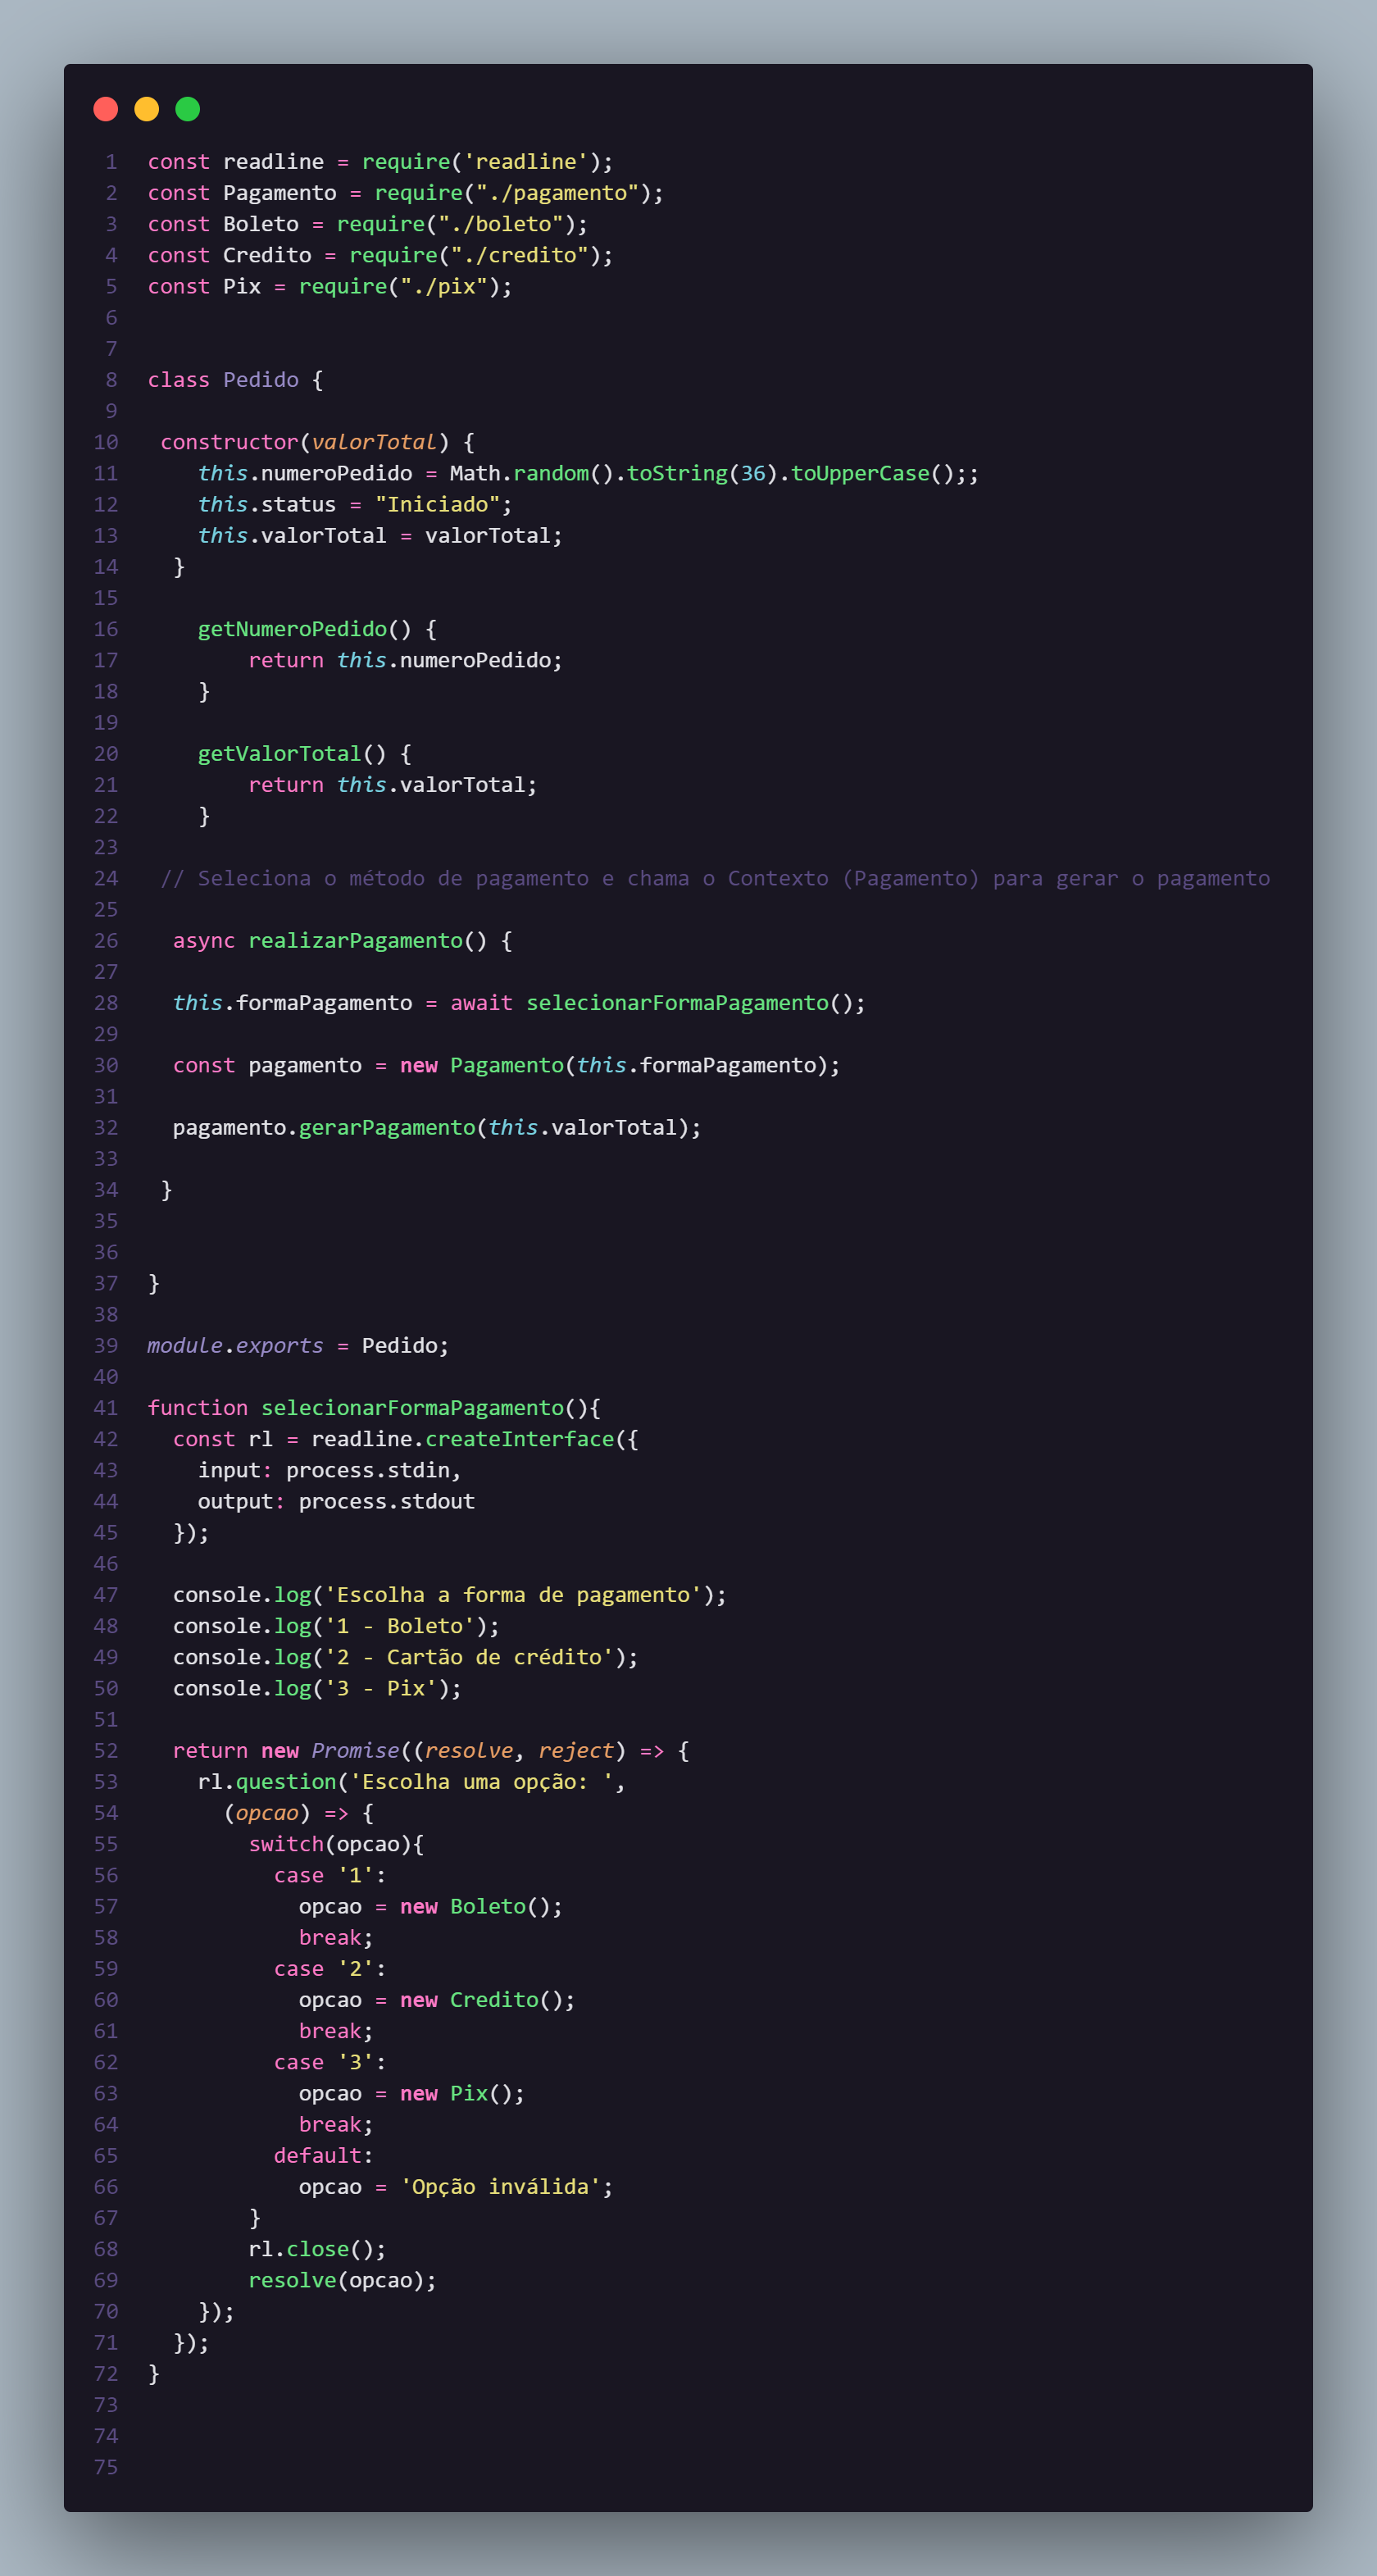 1 const readline = require('readline');
2 const Pagamento = require("./pagamento");
3 const Boleto = require("./boleto");
4 const Credito = require("./credito");
5 const Pix = require("./pix");
6
7
8 class Pedido {
9
10  constructor(valorTotal) {
11     this.numeroPedido = Math.random().toString(36).toUpperCase();;
12     this.status = "Iniciado";
13     this.valorTotal = valorTotal;
14   }
15
16     getNumeroPedido() {
17         return this.numeroPedido;
18     }
19
20     getValorTotal() {
21         return this.valorTotal;
22     }
23
24  // Seleciona o método de pagamento e chama o Contexto (Pagamento) para gerar o pagamento
25
26   async realizarPagamento() {
27
28   this.formaPagamento = await selecionarFormaPagamento();
29
30   const pagamento = new Pagamento(this.formaPagamento);
31
32   pagamento.gerarPagamento(this.valorTotal);
33
34  }
35
36
37 }
38
39 module.exports = Pedido;
40
41 function selecionarFormaPagamento(){
42   const rl = readline.createInterface({
43     input: process.stdin,
44     output: process.stdout
45   });
46
47   console.log('Escolha a forma de pagamento');
48   console.log('1 - Boleto');
49   console.log('2 - Cartão de crédito');
50   console.log('3 - Pix');
51
52   return new Promise((resolve, reject) => {
53     rl.question('Escolha uma opção: ',
54       (opcao) => {
55         switch(opcao){
56           case '1':
57             opcao = new Boleto();
58             break;
59           case '2':
60             opcao = new Credito();
61             break;
62           case '3':
63             opcao = new Pix();
64             break;
65           default:
66             opcao = 'Opção inválida';
67         }
68         rl.close();
69         resolve(opcao);
70     });
71   });
72 }
73
74
75